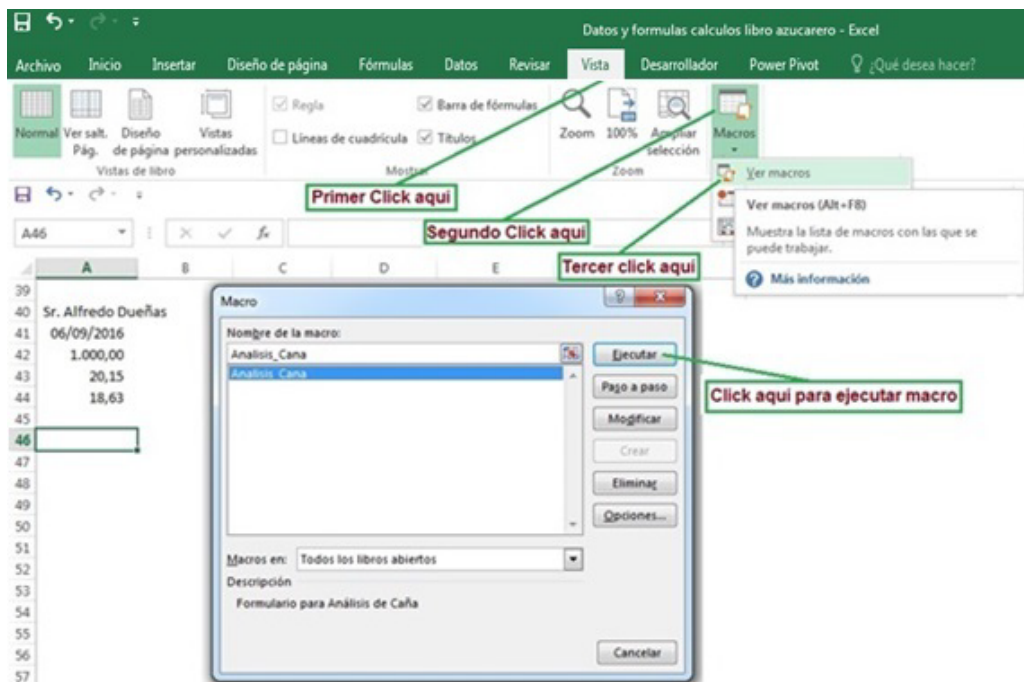 Datos y formulas calculos libro azucarero - Excel
Archivo Inicio Insertar Diseño de página Fórmulas Datos Revisar Vista Desarrollador Power Pivot ¿Qué desea hacer?
Normal Ver salt. Pág. Diseño de página Vistas personalizadas
Regla Barra de fórmulas
Líneas de cuadrícula Títulos
Zoom 100% Ampliar selección Macros
Vistas de libro Mostrar Zoom
Ver macros
Primer Click aqui
Ver macros (Alt+F8)
Muestra la lista de macros con las que se
puede trabajar.
Más información
Segundo Click aqui
Tercer click aqui
A46 fx
A B C D E
39
40 Sr. Alfredo Dueñas
41 06/09/2016
42 1.000,00
43 20,15
44 18,63
45
46
47
48
49
50
51
52
53
54
55
56
57
Macro
Nombre de la macro:
Analisis_Cana
Analisis_Cana
Ejecutar
Paso a paso
Modificar
Crear
Eliminar
Opciones...
Macros en: Todos los libros abiertos
Descripción
Formulario para Análisis de Caña
Cancelar
Click aqui para ejecutar macro